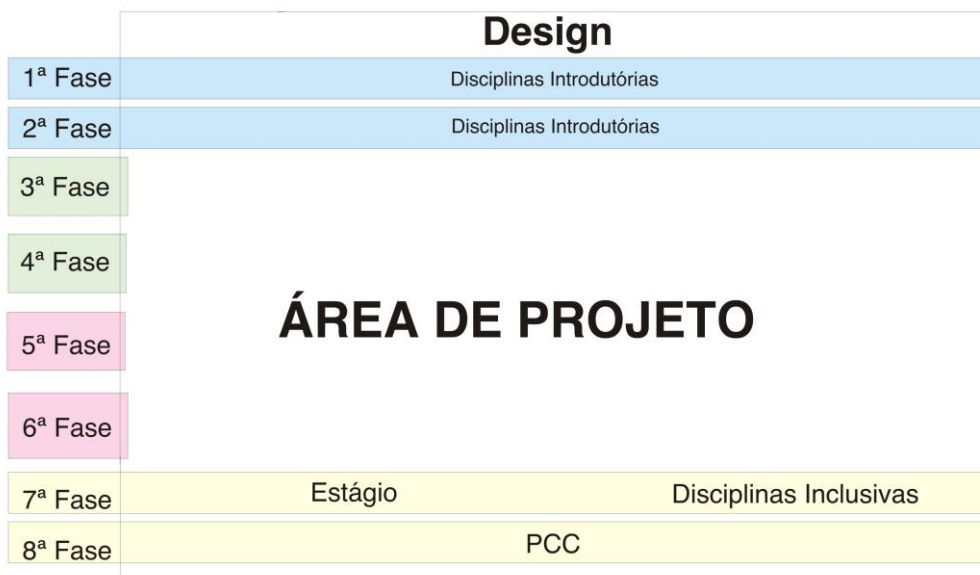 Design
1ª Fase Disciplinas Introdutórias
2ª Fase Disciplinas Introdutórias
3ª Fase
4ª Fase
ÁREA DE PROJETO
5ª Fase
6ª Fase
7ª Fase Estágio Disciplinas Inclusivas
8ª Fase PCC